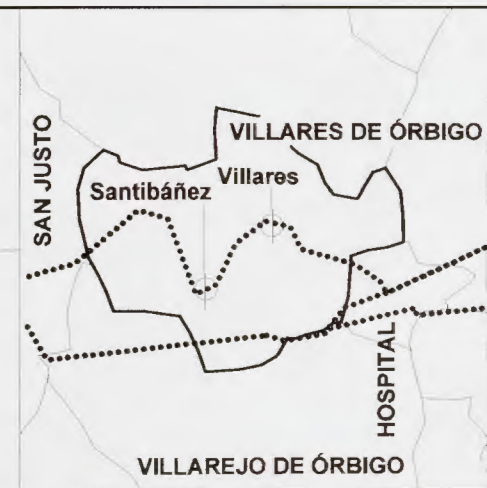 SAN JUSTO
VILLARES DE ÓRBIGO
Villares
Santibáñez
HOSPITAL
VILLAREJO DE ÓRBIGO